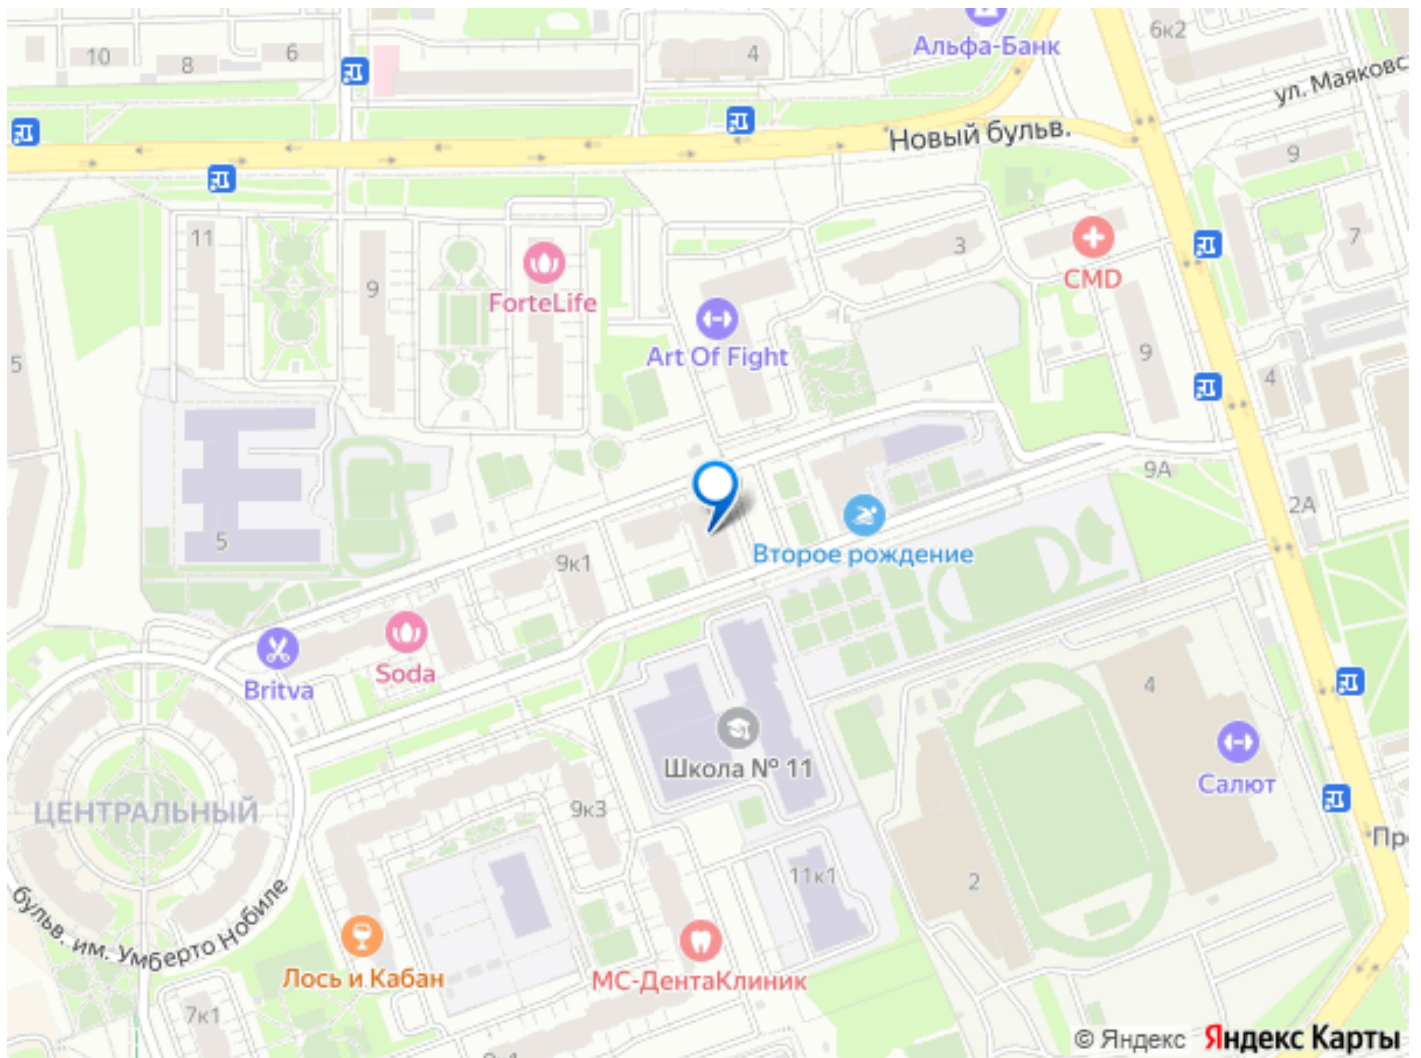 Альфа-Банк
6к2
10
8
6
4
ул. Маяковс
Новый бульв.
9
11
3
7
CMD
9
ForteLife
Art Of Fight
5
9
4
9А
2А
5
9к1
Второе рождение
Soda
Britva
4
Школа № 11
Салют
ЦЕНТРАЛЬНЫЙ
9к3
Пр
11к1
2
бульв. им. Умберто Нобиле
Лось и Кабан
МС-ДентаКлиник
7к1
9к1
© Яндекс Яндекс Карты